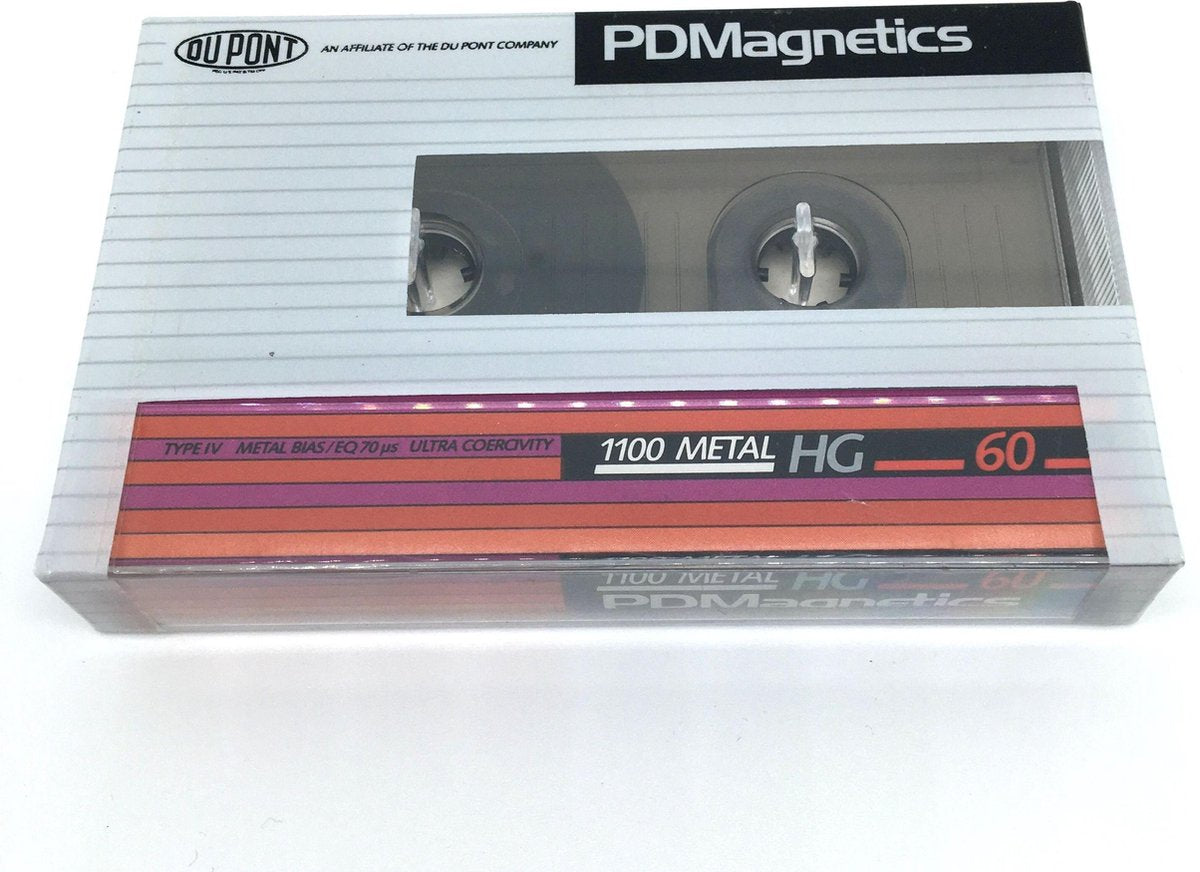 DU PONT
AN AFFILIATE OF THE DU PONT COMPANY
PDMagnetics
TYPE IV METAL BIAS/EQ 70 µs ULTRA COERCIVITY
1100 METAL HG 60
1100 METAL HG 60
PDMagnetics